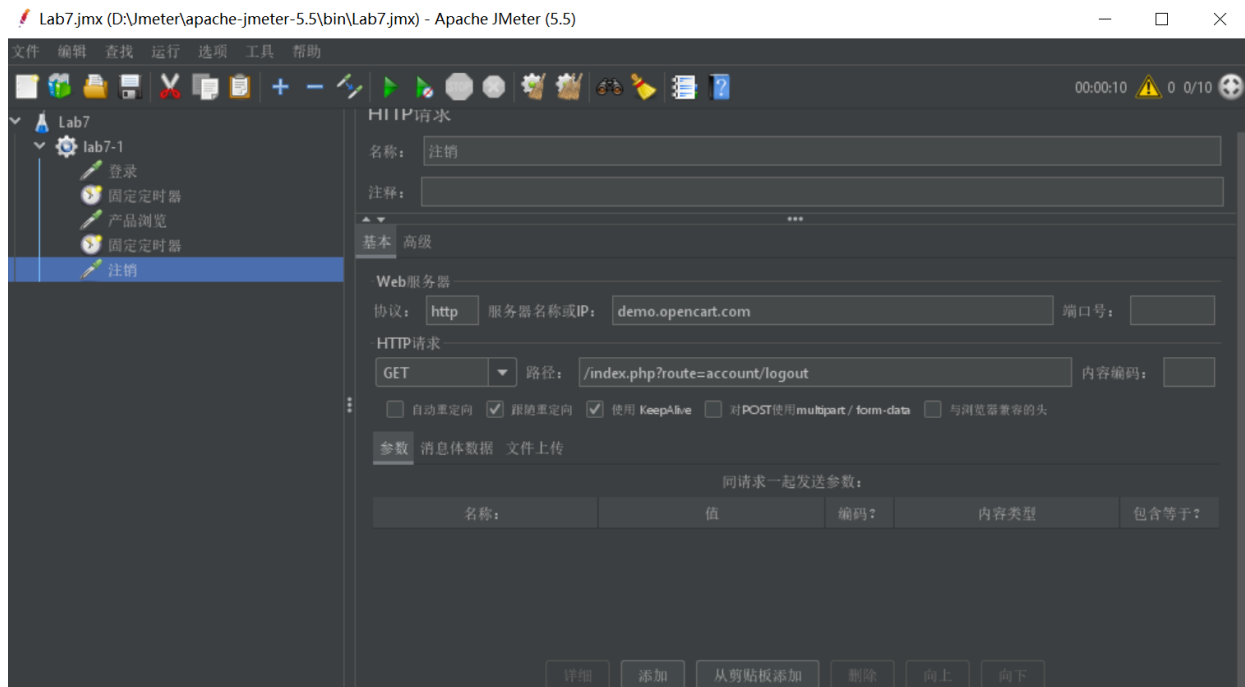 Lab7.jmx (D:\Jmeter\apache-jmeter-5.5\bin\Lab7.jmx) - Apache JMeter (5.5)
文件 编辑 查找 运行 选项 工具 帮助
STOP 00:00:10 0 0/10
Lab7
lab7-1
登录
固定定时器
产品浏览
固定定时器
注销
HTTP请求
名称： 注销
注释：
基本 高级
Web服务器
协议： http 服务器名称或IP： demo.opencart.com 端口号：
HTTP请求
GET 路径： /index.php?route=account/logout 内容编码：
自动重定向 跟随重定向 使用 KeepAlive 对POST使用multipart / form-data 与浏览器兼容的头
参数 消息体数据 文件上传
同请求一起发送参数：
名称： 值 编码？ 内容类型 包含等于？
详细 添加 从剪贴板添加 删除 向上 向下